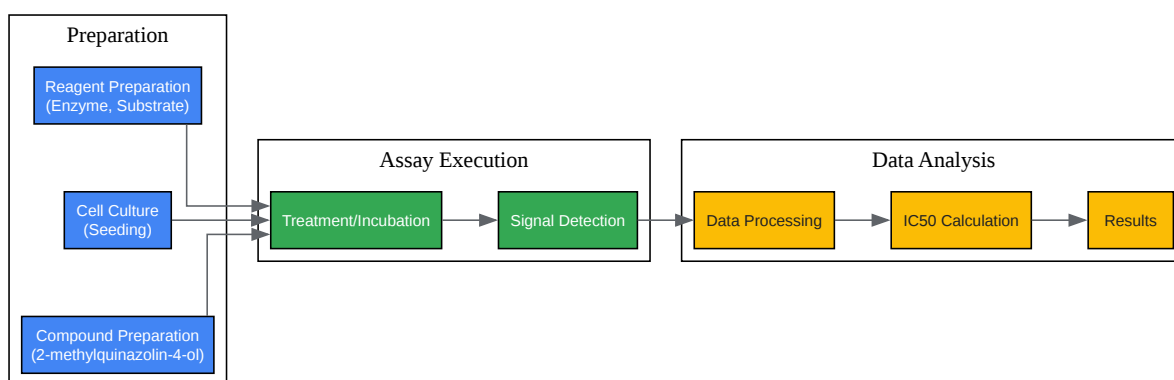 Preparation
Reagent Preparation
(Enzyme, Substrate)
Cell Culture
(Seeding)
Compound Preparation
(2-methylquinazolin-4-ol)
Assay Execution
Treatment/Incubation
Signal Detection
Data Analysis
Data Processing
IC50 Calculation
Results